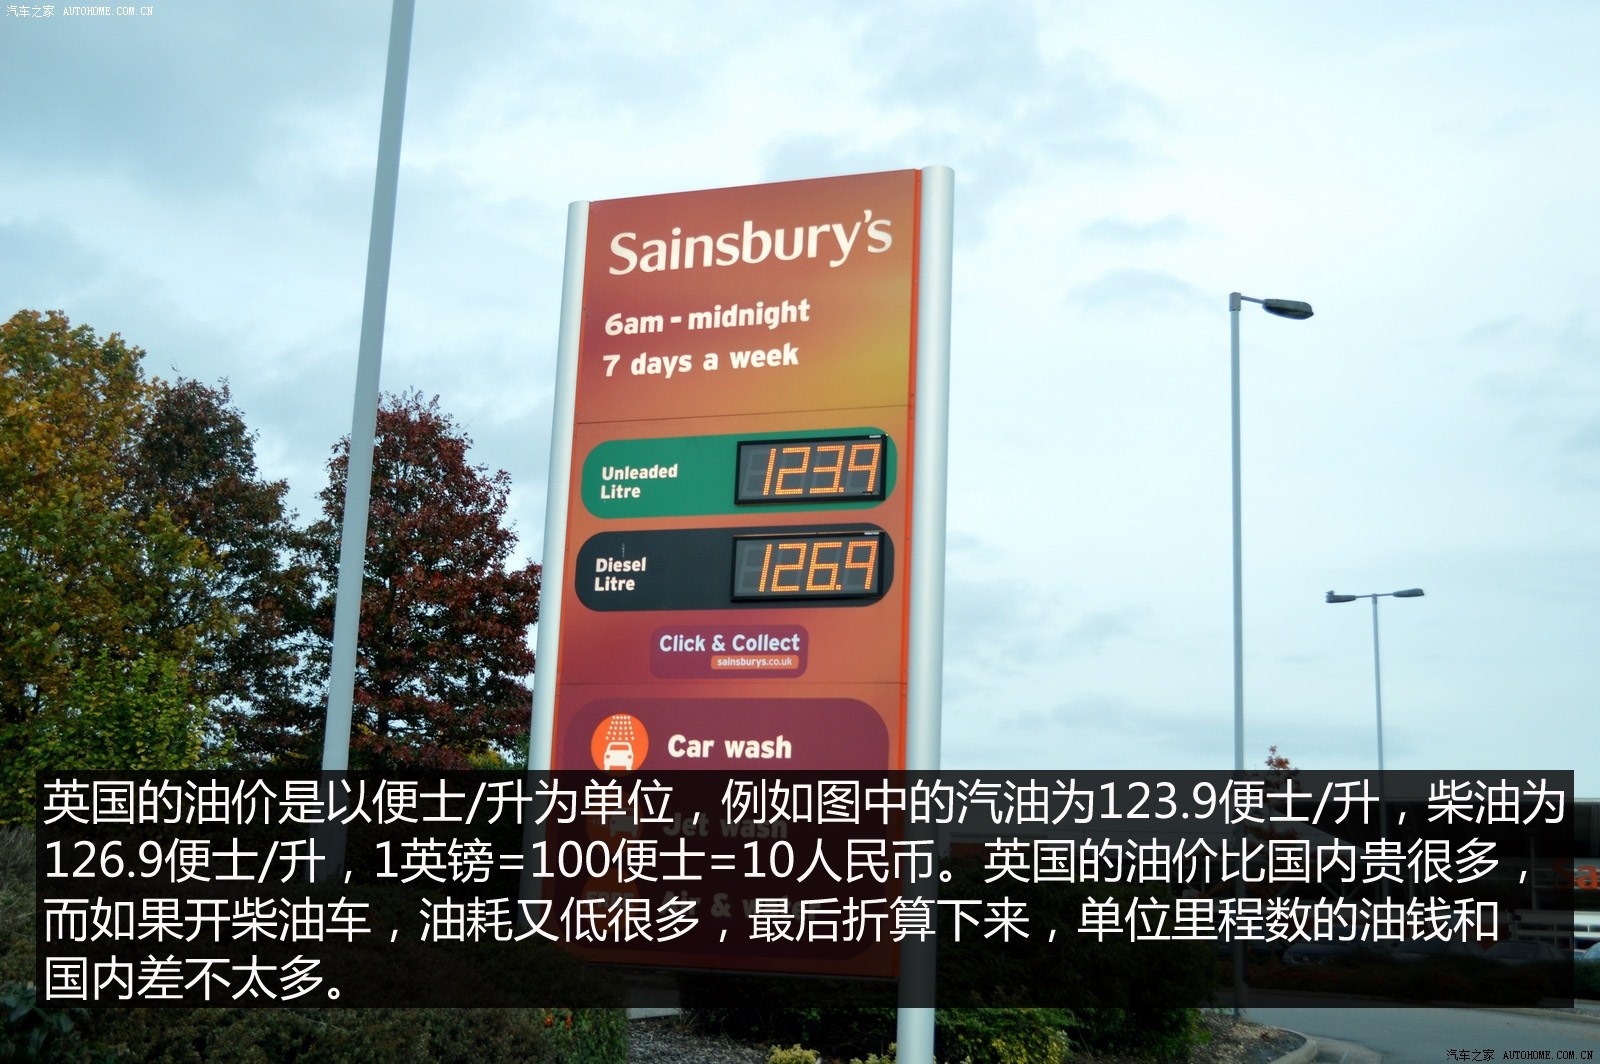 汽车之家 AUTOHOME.COM.CN
Sainsbury's
6am - midnight
7 days a week
Unleaded
Litre
123.9
Diesel
Litre
126.9
Click & Collect
sainsburys.co.uk
Car wash
Jet wash
英国的油价是以便士/升为单位，例如图中的汽油为123.9便士/升，柴油为
126.9便士/升，1英镑=100便士=10人民币。英国的油价比国内贵很多，
而如果开柴油车，油耗又低很多，最后折算下来，单位里程数的油钱和
国内差不太多。
汽车之家 AUTOHOME.COM.CN